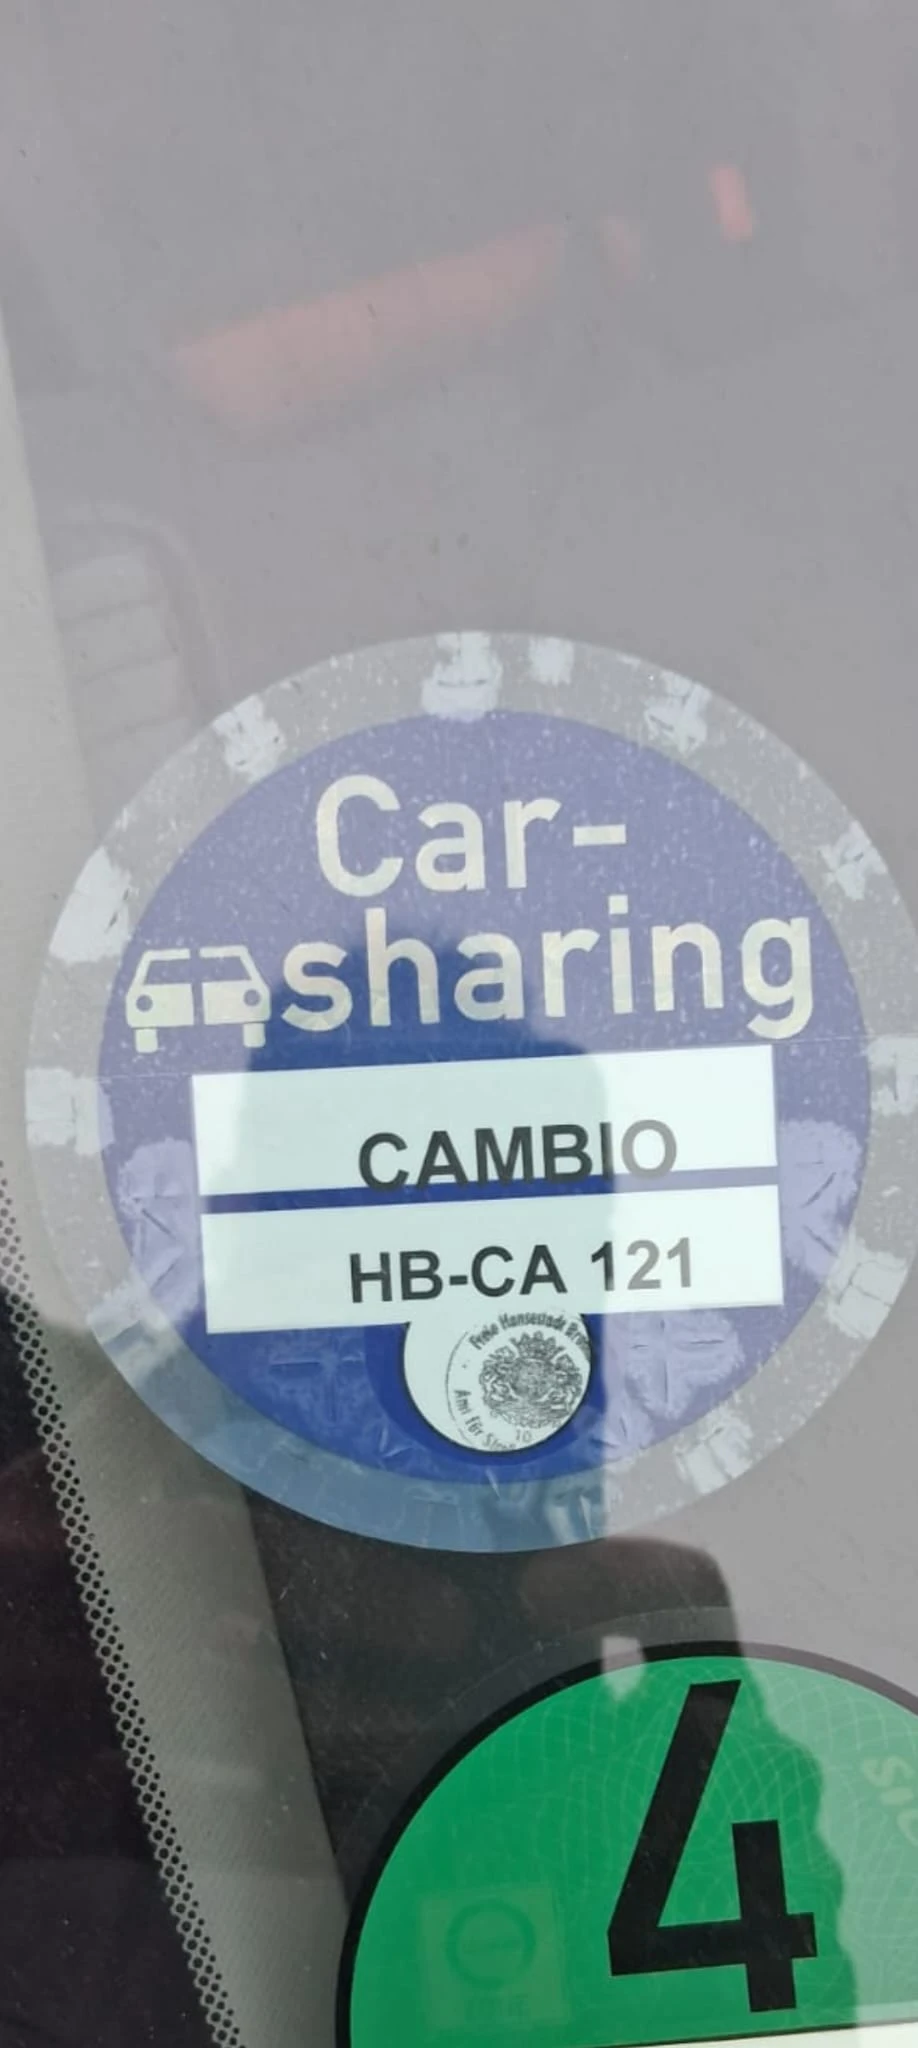 Car-
sharing
CAMBIO
HB-CA 121
Freie Hansestadt
Amt für
10
4